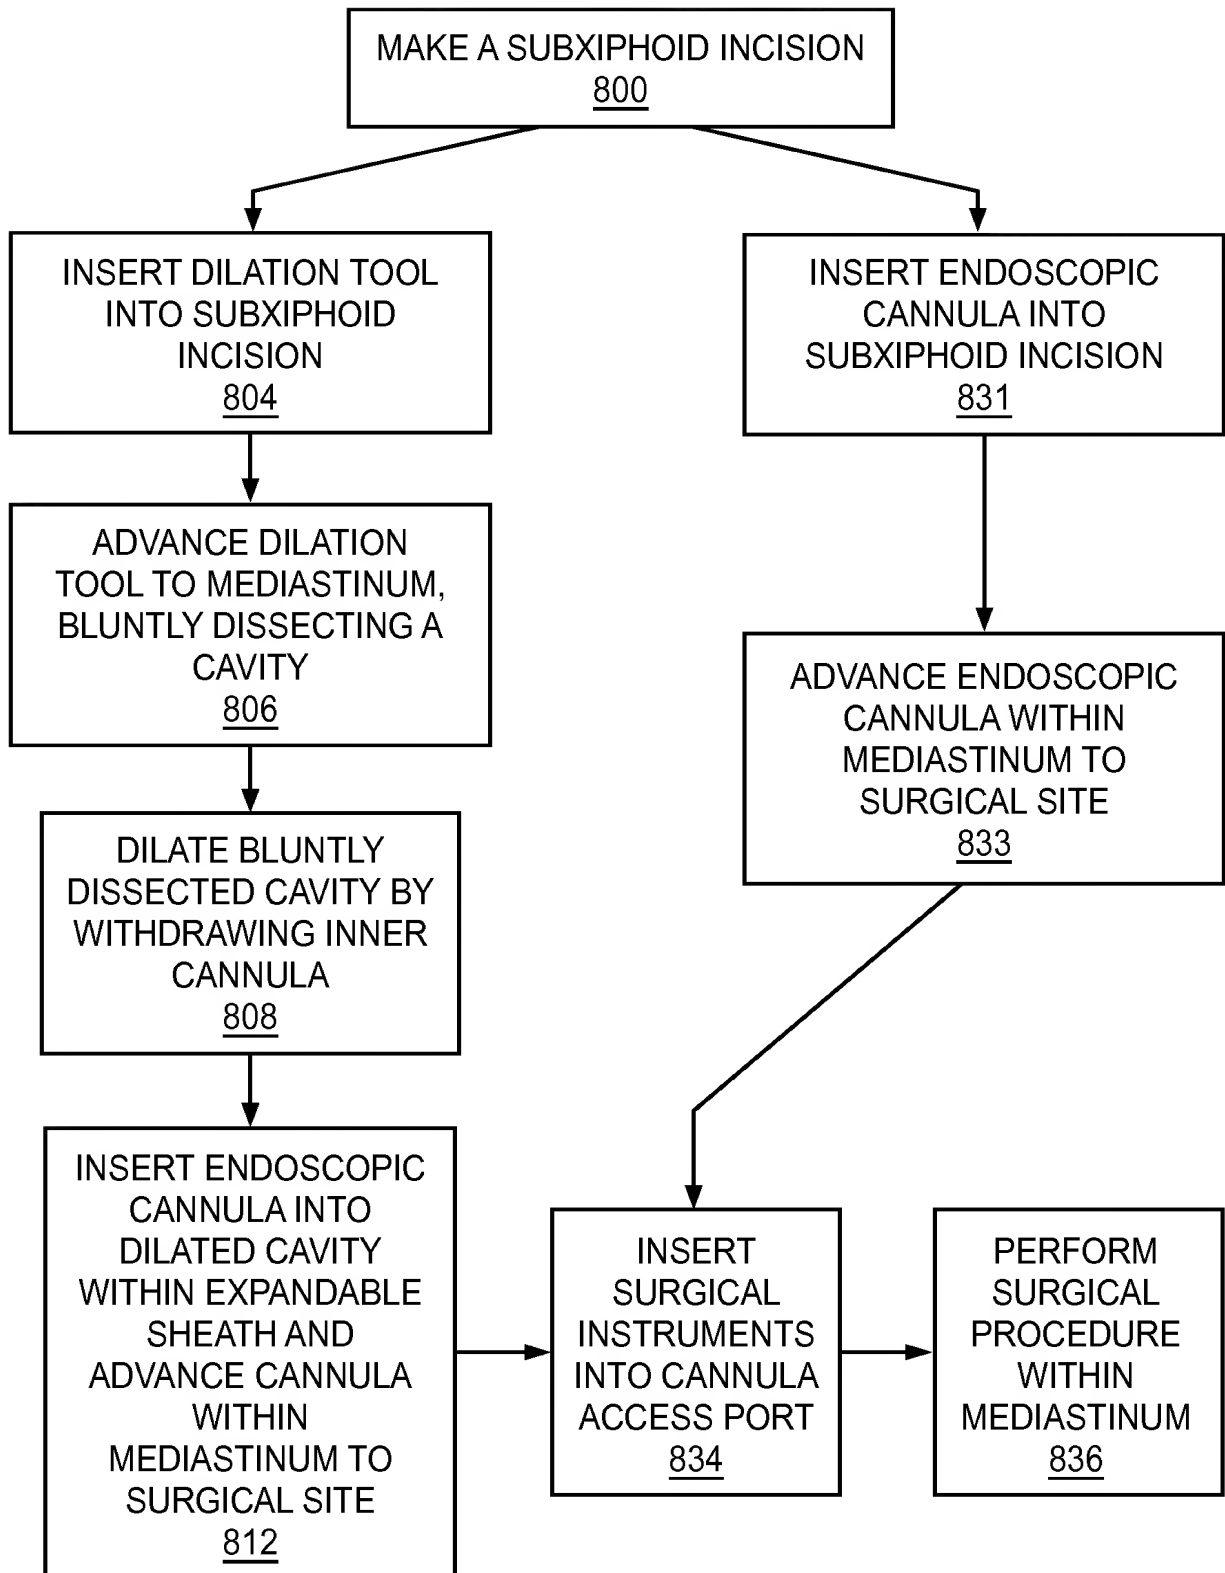 MAKE A SUBXIPHOID INCISION
800
INSERT DILATION TOOL
INTO SUBXIPHOID
INCISION
804
ADVANCE DILATION
TOOL TO MEDIASTINUM,
BLUNTLY DISSECTING A
CAVITY
806
DILATE BLUNTLY
DISSECTED CAVITY BY
WITHDRAWING INNER
CANNULA
808
INSERT ENDOSCOPIC
CANNULA INTO
DILATED CAVITY
WITHIN EXPANDABLE
SHEATH AND
ADVANCE CANNULA
WITHIN
MEDIASTINUM TO
SURGICAL SITE
812
INSERT ENDOSCOPIC
CANNULA INTO
SUBXIPHOID INCISION
831
ADVANCE ENDOSCOPIC
CANNULA WITHIN
MEDIASTINUM TO
SURGICAL SITE
833
INSERT
SURGICAL
INSTRUMENTS
INTO CANNULA
ACCESS PORT
834
PERFORM
SURGICAL
PROCEDURE
WITHIN
MEDIASTINUM
836